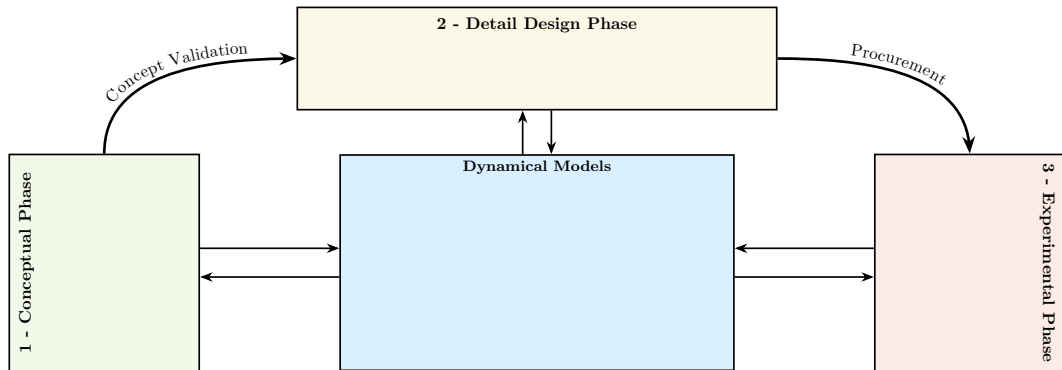 2 - Detail Design Phase
Concept Validation
Procurement
1 - Conceptual Phase
Dynamical Models
3 - Experimental Phase